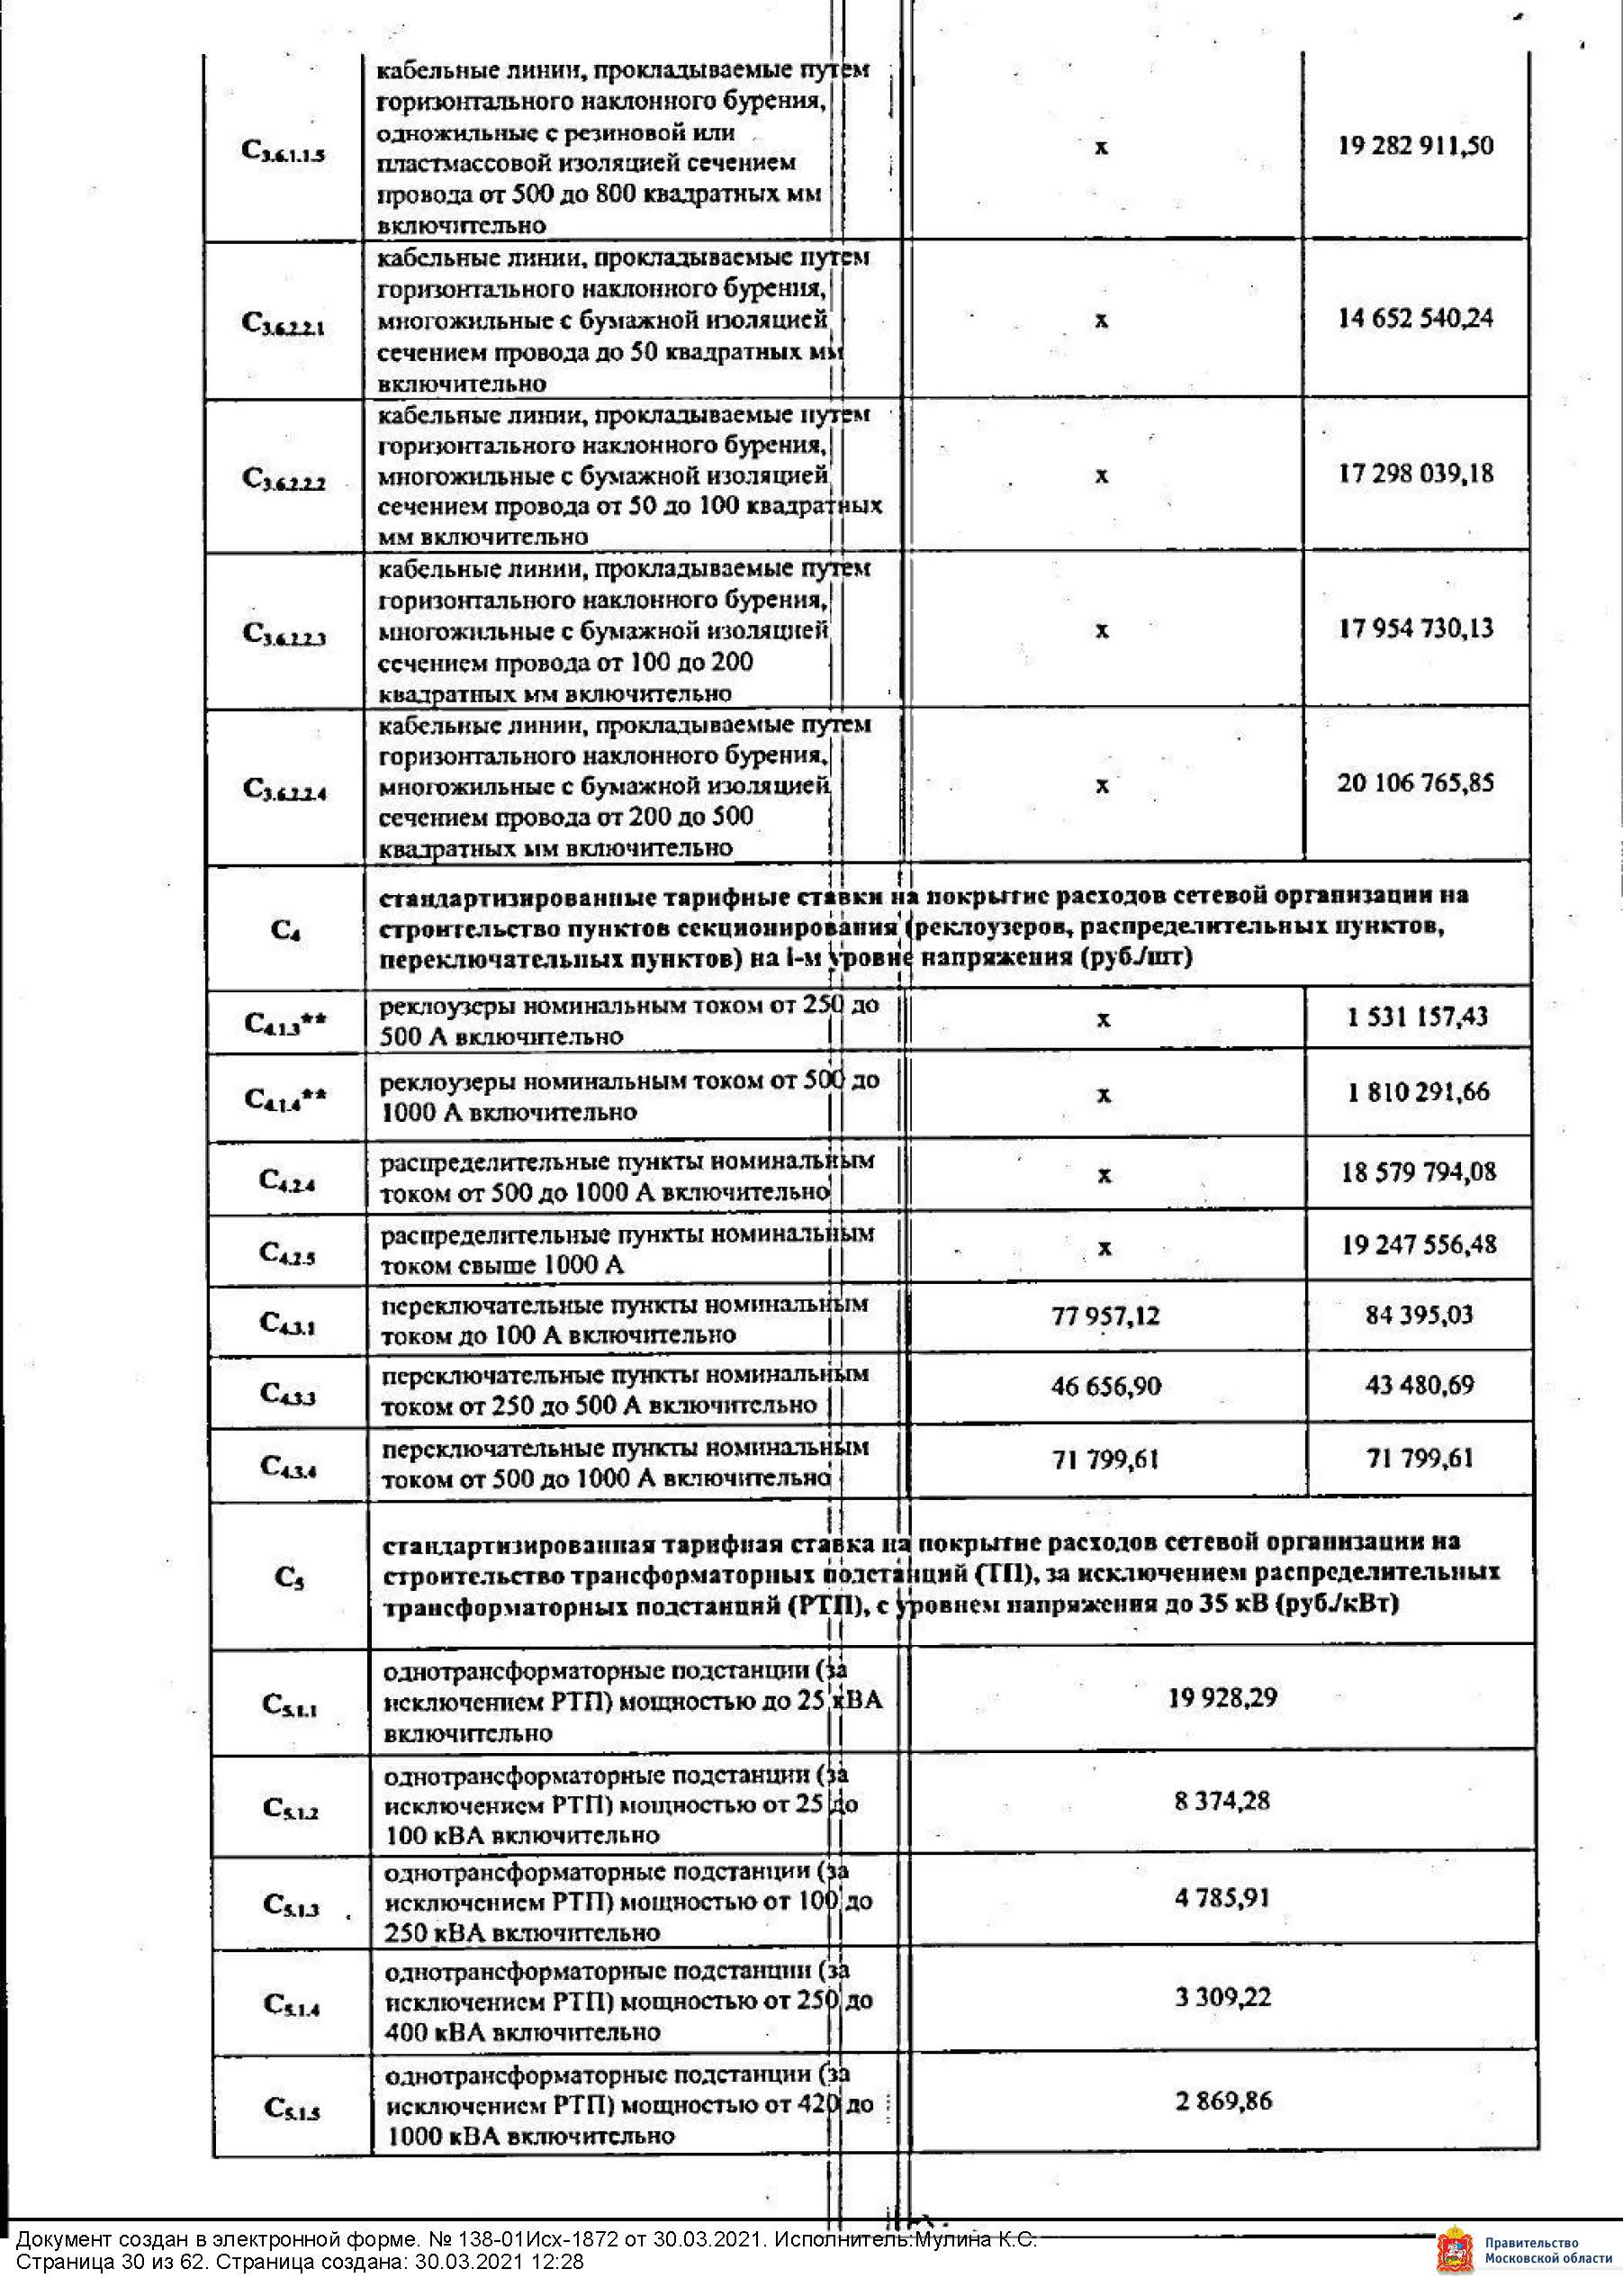 кабельные линии, прокладываемые путем
горизонтального наклонного бурения,
одножильные с резиновой или
пластмассовой изоляцией сечением
провода от 500 до 800 квадратных мм
включительно
С3.6.1.1.5
х
19 282 911,50
кабельные линии, прокладываемые путем
горизонтального наклонного бурения,
многожильные с бумажной изоляцией
сечением провода до 50 квадратных мм
включительно
С3.6.2.2.1
х
14 652 540,24
кабельные линии, прокладываемые путем
горизонтального наклонного бурения,
многожильные с бумажной изоляцией
сечением провода от 50 до 100 квадратных
мм включительно
С3.6.2.2.2
х
17 298 039,18
кабельные линии, прокладываемые путем
горизонтального наклонного бурения,
многожильные с бумажной изоляцией
сечением провода от 100 до 200
квадратных мм включительно
С3.6.2.2.3
х
17 954 730,13
кабельные линии, прокладываемые путем
горизонтального наклонного бурения,
многожильные с бумажной изоляцией
сечением провода от 200 до 500
квадратных мм включительно
С3.6.2.2.4
х
20 106 765,85
С4
стандартизированные тарифные ставки на покрытие расходов сетевой организации на
строительство пунктов секционирования (реклоузеров, распределительных пунктов,
переключательных пунктов) на i-м уровне напряжения (руб./шт)
С4.1.3**
реклоузеры номинальным током от 250 до
500 А включительно
х
1 531 157,43
С4.1.4**
реклоузеры номинальным током от 500 до
1000 А включительно
х
1 810 291,66
С4.2.4
распределительные пункты номинальным
током от 500 до 1000 А включительно
х
18 579 794,08
С4.2.5
распределительные пункты номинальным
током свыше 1000 А
х
19 247 556,48
С4.3.1
переключательные пункты номинальным
током до 100 А включительно
77 957,12
84 395,03
С4.3.3
переключательные пункты номинальным
током от 250 до 500 А включительно
46 656,90
43 480,69
С4.3.4
переключательные пункты номинальным
током от 500 до 1000 А включительно
71 799,61
71 799,61
С5
стандартизированная тарифная ставка на покрытие расходов сетевой организации на
строительство трансформаторных подстанций (ТП), за исключением распределительных
трансформаторных подстанций (РТП), с уровнем напряжения до 35 кВ (руб./кВт)
С5.1.1
однотрансформаторные подстанции (за
исключением РТП) мощностью до 25 кВА
включительно
19 928,29
С5.1.2
однотрансформаторные подстанции (за
исключением РТП) мощностью от 25 до
100 кВА включительно
8 374,28
С5.1.3
однотрансформаторные подстанции (за
исключением РТП) мощностью от 100 до
250 кВА включительно
4 785,91
С5.1.4
однотрансформаторные подстанции (за
исключением РТП) мощностью от 250 до
400 кВА включительно
3 309,22
С5.1.5
однотрансформаторные подстанции (за
исключением РТП) мощностью от 420 до
1000 кВА включительно
2 869,86
Документ создан в электронной форме. № 138-01Исх-1872 от 30.03.2021. Исполнитель:Мулина К.С.
Страница 30 из 62. Страница создана: 30.03.2021 12:28
Правительство
Московской области